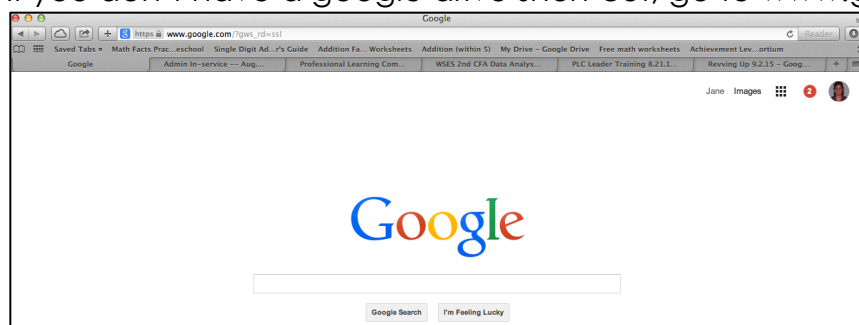 If you don't have a google drive then set, go to www.g
Google
https www.google.com/?gws_rd=ssl Reader
Saved Tabs Math Facts Prac...eschool Single Digit Ad...r's Guide Addition Fa... Worksheets Addition (within 5) My Drive – Google Drive Free math worksheets Achievement Lev...ortium
Google Admin In-service -- Aug.... Professional Learning Com... WSES 2nd CFA Data Analys... PLC Leader Training 8.21.1... Revving Up 9.2.15 – Goog... +
Jane Images 2
Google
Google Search I'm Feeling Lucky